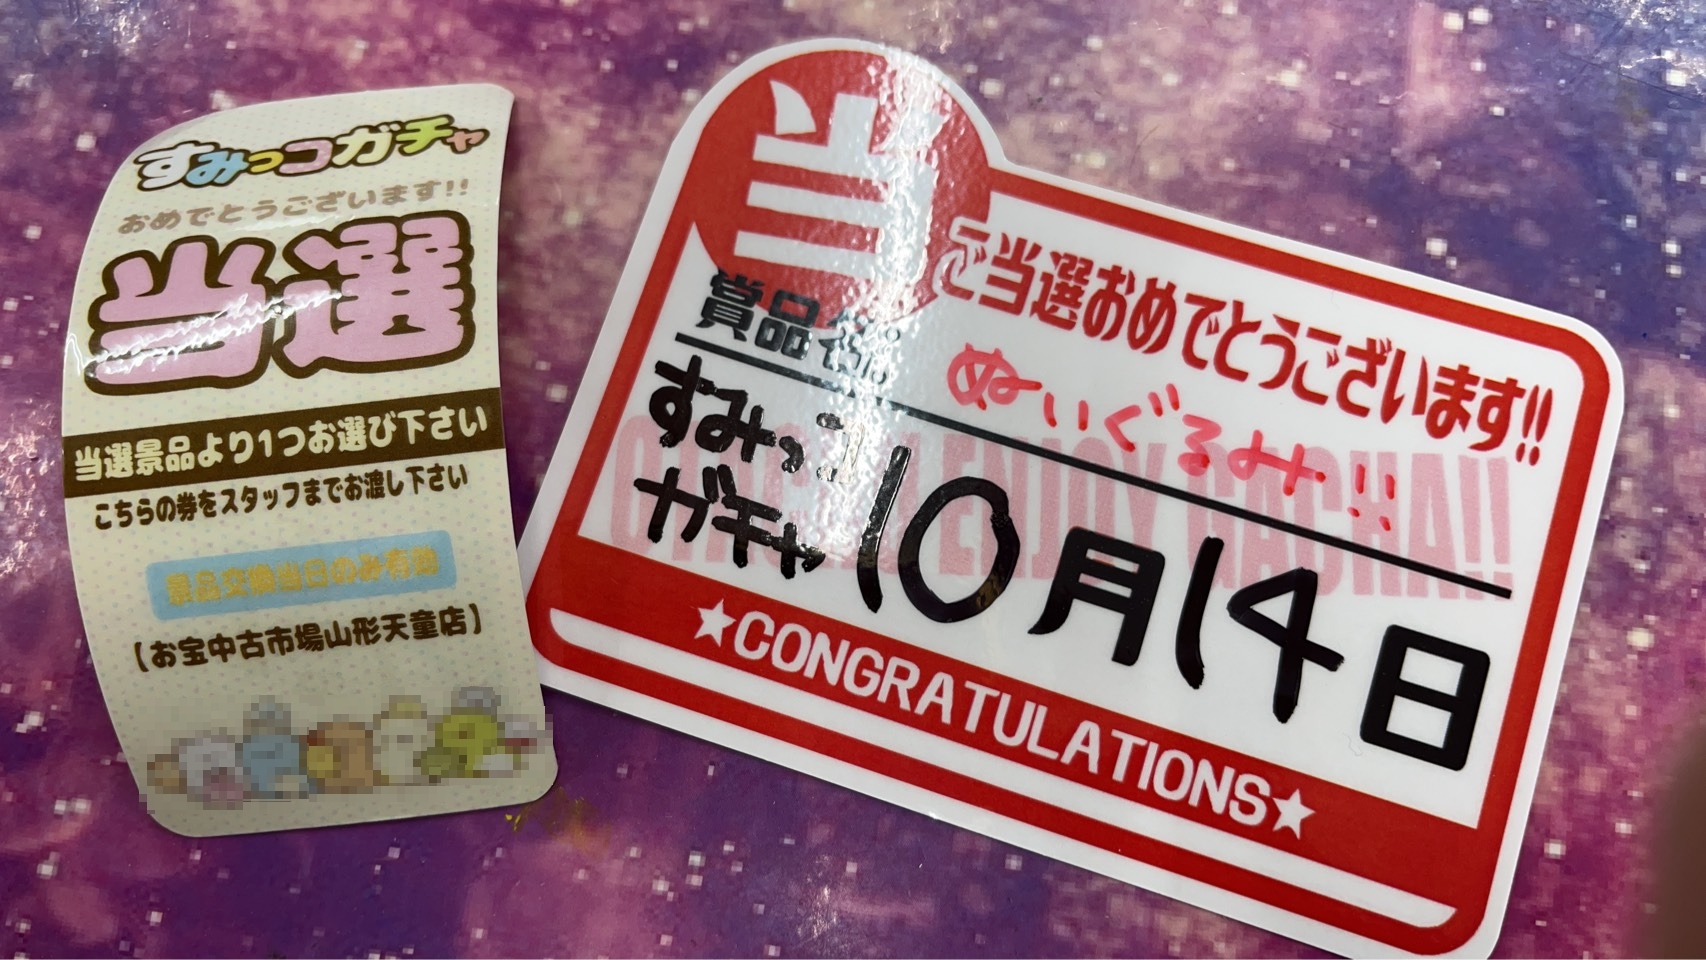 すみっコガチャ
おめでとうございます!!
当選
当選景品より1つお選び下さい
こちらの券をスタッフまでお渡し下さい
景品交換当日のみ有効
【お宝中古市場山形天童店】
当
ご当選おめでとうございます!!
賞品名
ぬいぐるみ!!
すみっコ
ガチャ
10月14日
ENJOY GACHA!!
★CONGRATULATIONS★